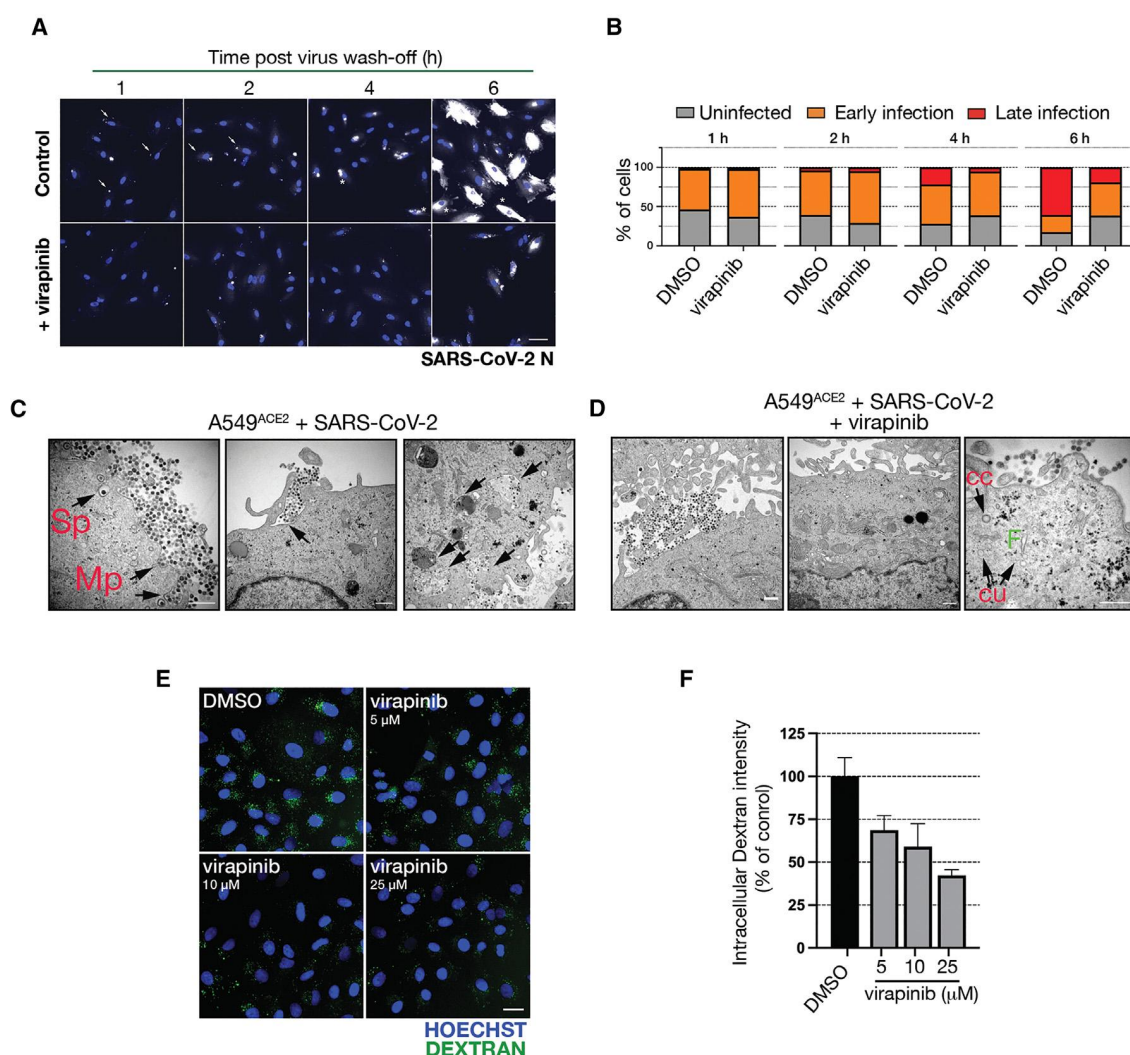 A
Time post virus wash-off (h)
1 2 4 6
Control
+ virapinib
SARS-CoV-2 N
*
*
*
*
B
Uninfected Early infection Late infection
1 h 2 h 4 h 6 h
% of cells
100
50
0
DMSO virapinib DMSO virapinib DMSO virapinib DMSO virapinib
C
A549ACE2 + SARS-CoV-2
Sp
Mp
D
A549ACE2 + SARS-CoV-2
+ virapinib
cc
F
cu
E
DMSO
virapinib
5 µM
virapinib
10 µM
virapinib
25 µM
HOECHST
DEXTRAN
F
Intracellular Dextran intensity
(% of conrol)
125
100
75
50
25
0
DMSO
5 10 25
virapinib (µM)